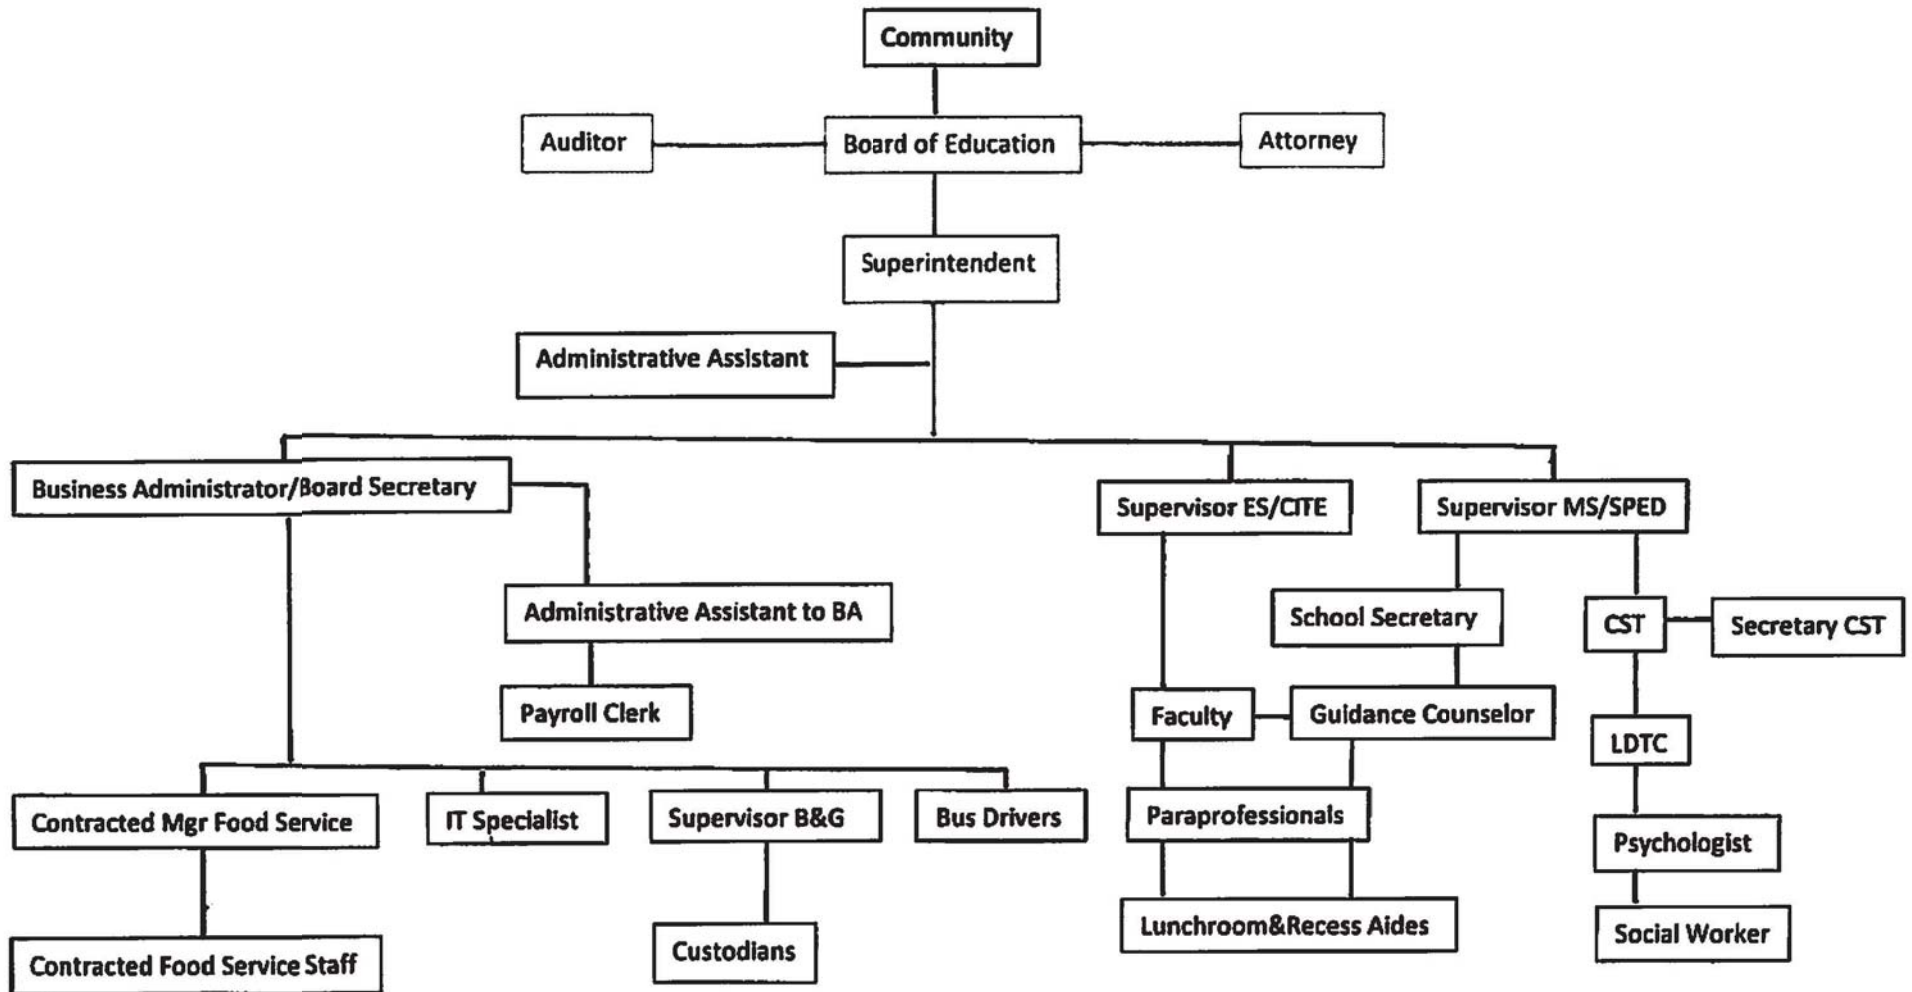 Community
Auditor
Board of Education
Attorney
Superintendent
Administrative Assistant
Business Administrator/Board Secretary
Supervisor ES/CITE
Supervisor MS/SPED
Administrative Assistant to BA
School Secretary
CST
Secretary CST
Payroll Clerk
Faculty
Guidance Counselor
LDTC
Contracted Mgr Food Service
IT Specialist
Supervisor B&G
Bus Drivers
Paraprofessionals
Psychologist
Contracted Food Service Staff
Custodians
Lunchroom&Recess Aides
Social Worker